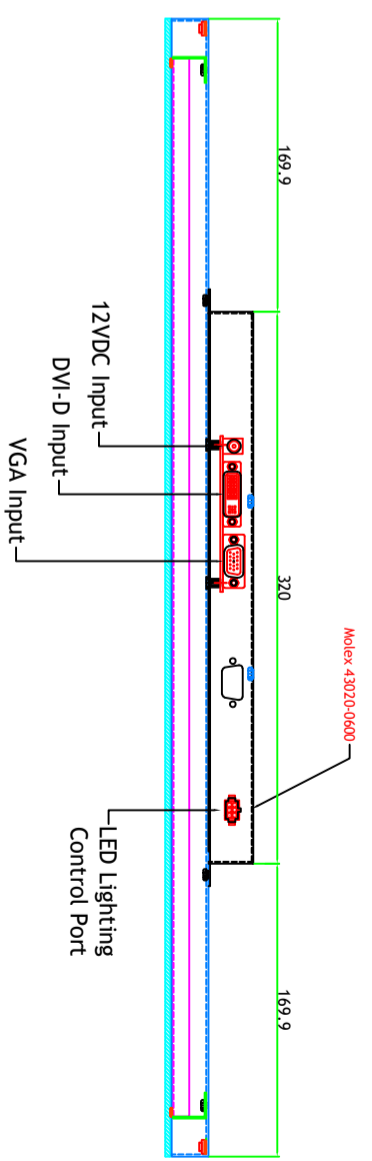 169.9
320
169.9
Molex 43020-0600
12VDC Input
DVI-D Input
VGA Input
LED Lighting
Control Port